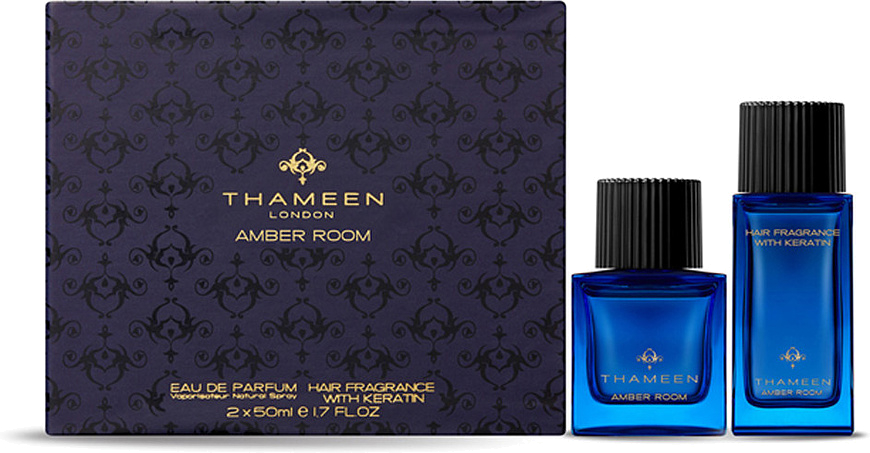 THAMEEN
LONDON
AMBER ROOM
EAU DE PARFUM
Vaporisateur Natural Spray
HAIR FRAGRANCE
WITH KERATIN
2 x 50ml e 1.7 FL.OZ
THAMEEN
AMBER ROOM
HAIR FRAGRANCE
WITH KERATIN
THAMEEN
AMBER ROOM